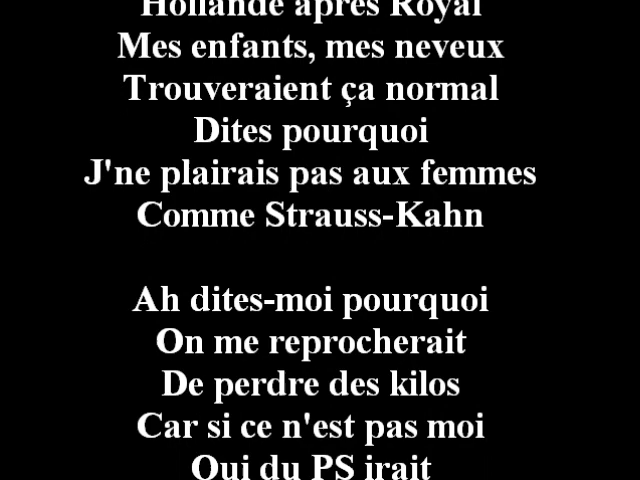 Hollande après Royal
Mes enfants, mes neveux
Trouveraient ça normal
Dites pourquoi
J'ne plairais pas aux femmes
Comme Strauss-Kahn
Ah dites-moi pourquoi
On me reprocherait
De perdre des kilos
Car si ce n'est pas moi
Qui du PS irait